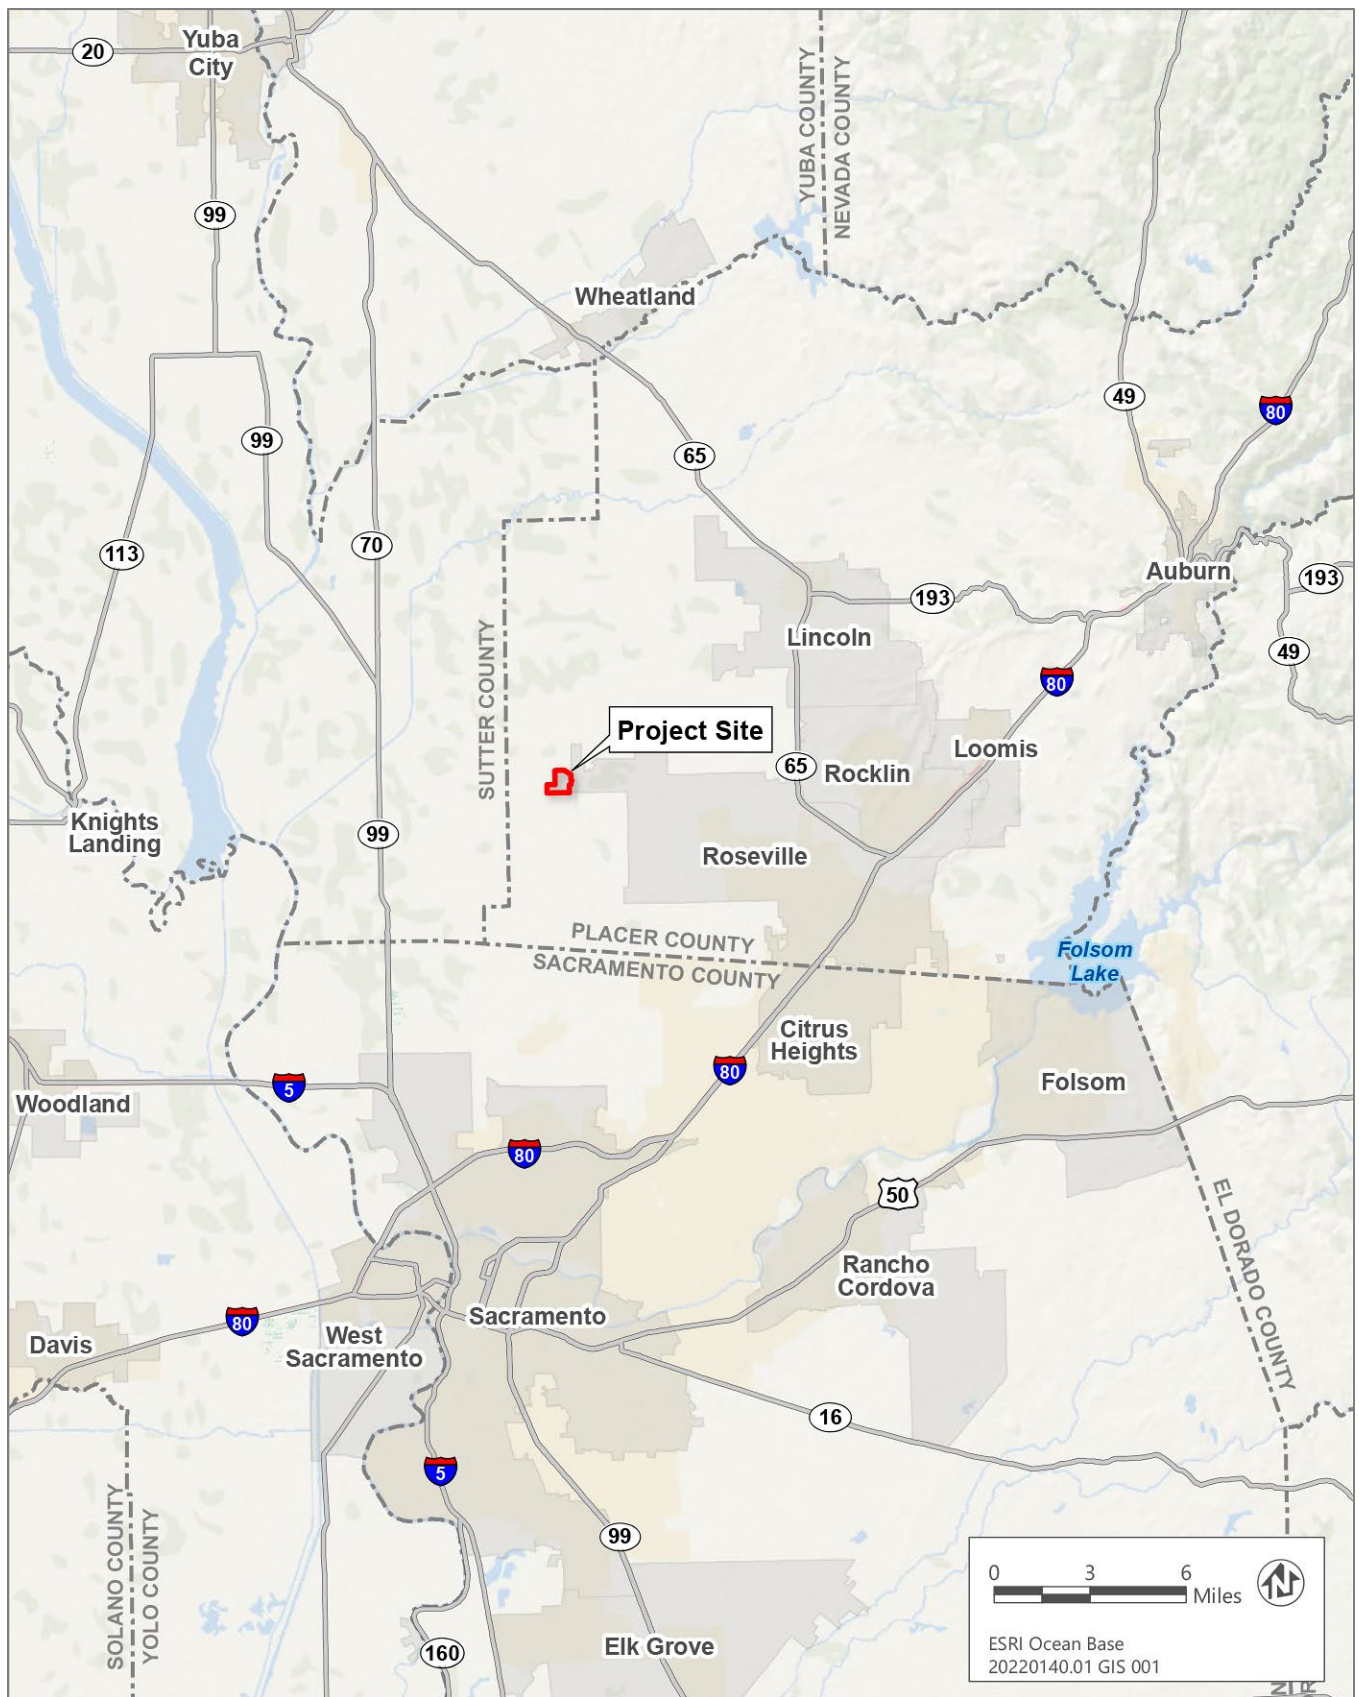 20
Yuba
City
YUBA COUNTY
NEVADA COUNTY
99
Wheatland
49
80
99
65
113
70
Auburn
193
193
Lincoln
49
SUTTER COUNTY
80
Project Site
Loomis
65
Rocklin
Knights
Landing
99
Roseville
PLACER COUNTY
SACRAMENTO COUNTY
Folsom
Lake
Citrus
Heights
80
Folsom
5
Woodland
80
50
EL DORADO COUNTY
Rancho
Cordova
80
Sacramento
Davis
West
Sacramento
16
5
SOLANO COUNTY
YOLO COUNTY
99
0 3 6
Miles
N
ESRI Ocean Base
20220140.01 GIS 001
Elk Grove
160